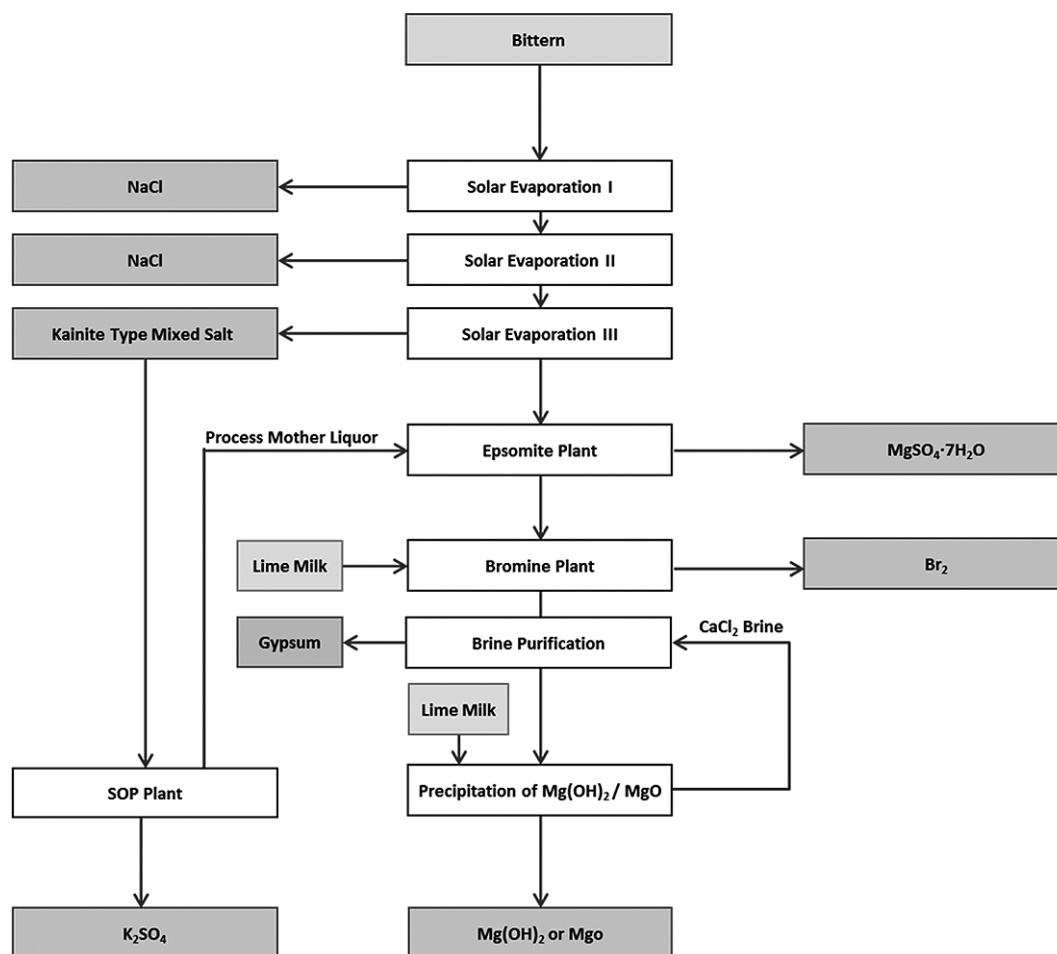 Bittern
NaCl
Solar Evaporation I
NaCl
Solar Evaporation II
Kainite Type Mixed Salt
Solar Evaporation III
Process Mother Liquor
Epsomite Plant
MgSO₄·7H₂O
Lime Milk
Bromine Plant
Br₂
CaCl₂ Brine
Gypsum
Brine Purification
Lime Milk
SOP Plant
Precipitation of Mg(OH)₂ / MgO
K₂SO₄
Mg(OH)₂ or Mgo